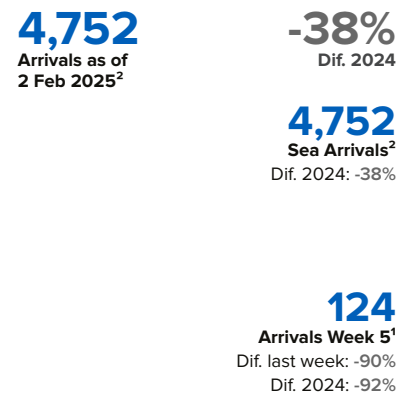 4,752
Arrivals as of
2 Feb 2025²
-38%
Dif. 2024
4,752
Sea Arrivals²
Dif. 2024: -38%
124
Arrivals Week 5¹
Dif. last week: -90%
Dif. 2024: -92%